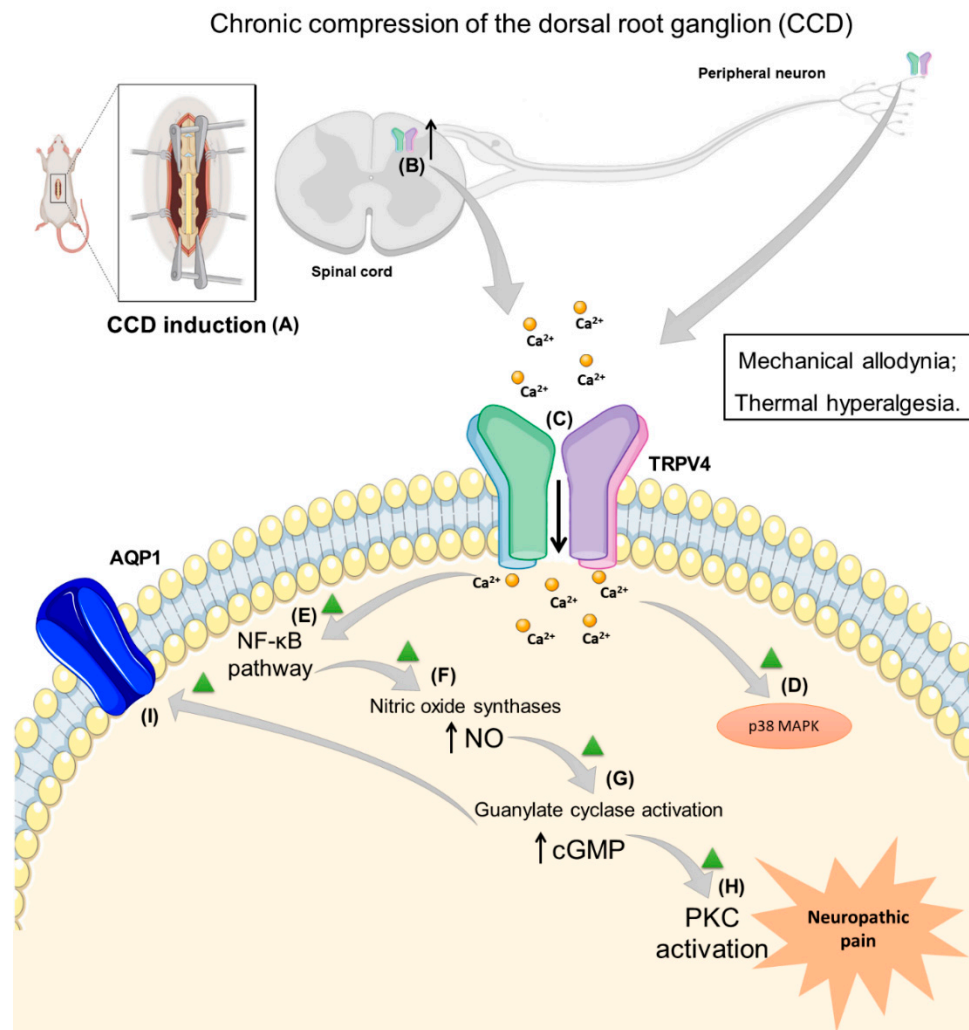 Chronic compression of the dorsal root ganglion (CCD)
Peripheral neuron
(B)
Spinal cord
CCD induction (A)
Ca²⁺
Ca²⁺
Ca²⁺
Ca²⁺
Mechanical allodynia;
Thermal hyperalgesia.
(C)
TRPV4
AQP1
Ca²⁺
Ca²⁺
Ca²⁺
Ca²⁺
Ca²⁺
(E)
NF-κB
pathway
(F)
Nitric oxide synthases
↑ NO
(D)
p38 MAPK
(I)
(G)
Guanylate cyclase activation
↑ cGMP
(H)
PKC
activation
Neuropathic
pain